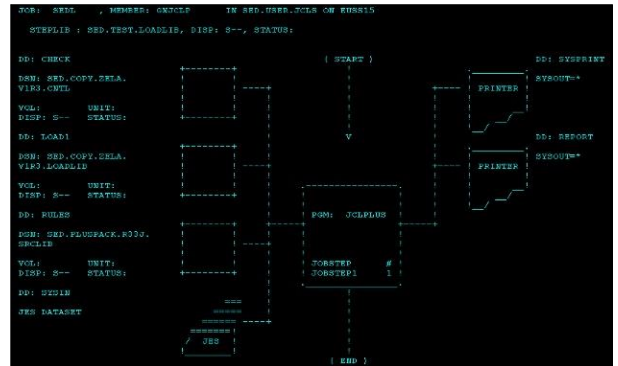 JOB: SEDL , MEMBER: GNJCLP IN SED.USER.JCLS ON EUSS15
STEPLIB : SED.TEST.LOADLIB, DISP: S--, STATUS:
DD: CHECK
DSN: SED.COPY.ZELA.
V1R3.CNTL
VOL: UNIT:
DISP: S-- STATUS:
DD: LOAD1
DSN: SED.COPY.ZELA.
V1R3.LOADLID
VOL: UNIT:
DISP: S-- STATUS:
DD: RULES
DSN: SED.PLUSPACK.R33J.
SRCLIB
VOL: UNIT:
DISP: S-- STATUS:
DD: SYSIN
JES DATASET
JES
( START )
V
PGM: JCLPLUS
JOBSTEP #
JOBSTEP1 1
( END )
DD: SYSPRINT
SYSOUT=*
PRINTER
DD: REPORT
SYSOUT=*
PRINTER